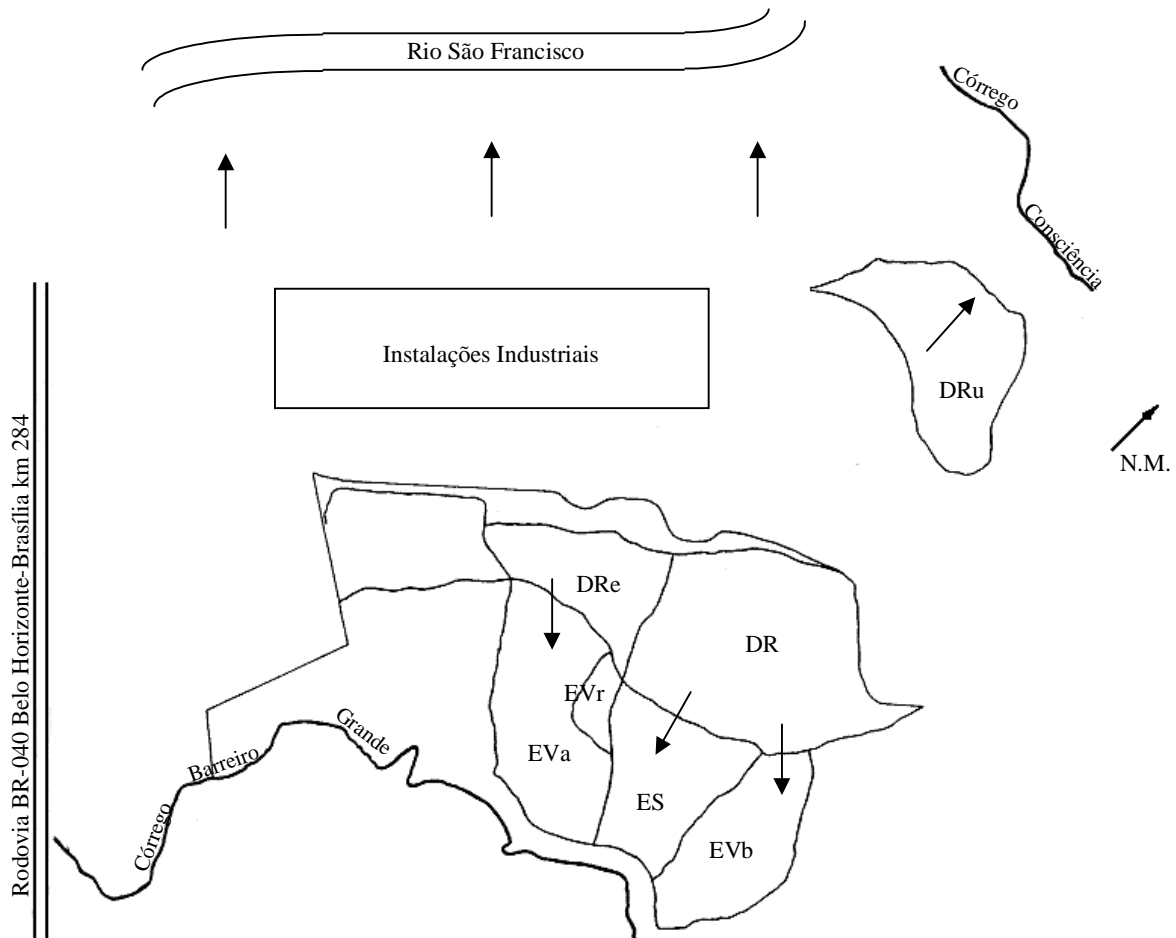 Rio São Francisco
Córrego
Consciência
Instalações Industriais
DRu
N.M.
Rodovia BR-040 Belo Horizonte-Brasília km 284
DRe
DR
EVr
Grande
EVa
Barreiro
ES
Córrego
EVb